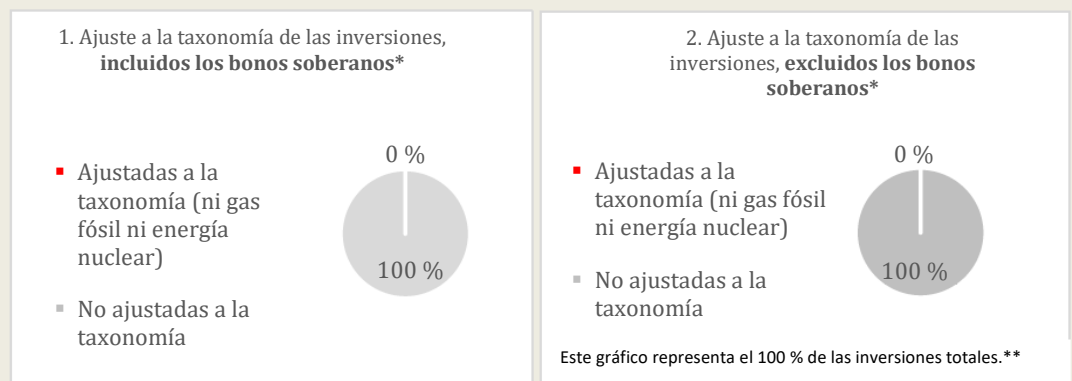 1. Ajuste a la taxonomía de las inversiones,
incluidos los bonos soberanos*
Ajustadas a la
taxonomía (ni gas
fósil ni energía
nuclear)
No ajustadas a la
taxonomía
0 %
100 %
2. Ajuste a la taxonomía de las
inversiones, excluidos los bonos
soberanos*
Ajustadas a la
taxonomía (ni gas fósil
ni energía nuclear)
No ajustadas a la
taxonomía
0 %
100 %
Este gráfico representa el 100 % de las inversiones totales.**